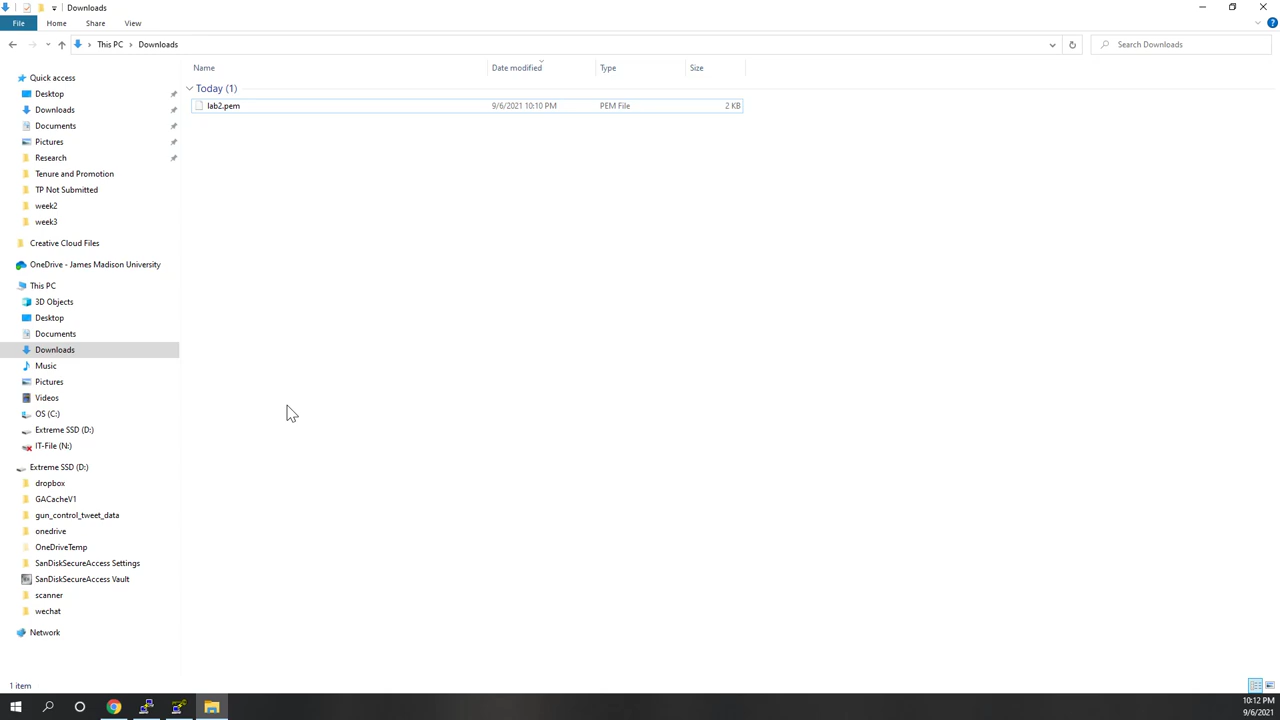 Downloads
File Home Share View
This PC Downloads
Search Downloads
Name Date modified Type Size
Today (1)
lab2.pem 9/6/2021 10:10 PM PEM File 2 KB
Quick access
Desktop
Downloads
Documents
Pictures
Research
Tenure and Promotion
TP Not Submitted
week2
week3
Creative Cloud Files
OneDrive - James Madison University
This PC
3D Objects
Desktop
Documents
Downloads
Music
Pictures
Videos
OS (C:)
Extreme SSD (D:)
IT-File (N:)
Extreme SSD (D:)
dropbox
GACacheV1
gun_control_tweet_data
onedrive
OneDriveTemp
SanDiskSecureAccess Settings
SanDiskSecureAccess Vault
scanner
wechat
Network
1 item
10:12 PM
9/6/2021